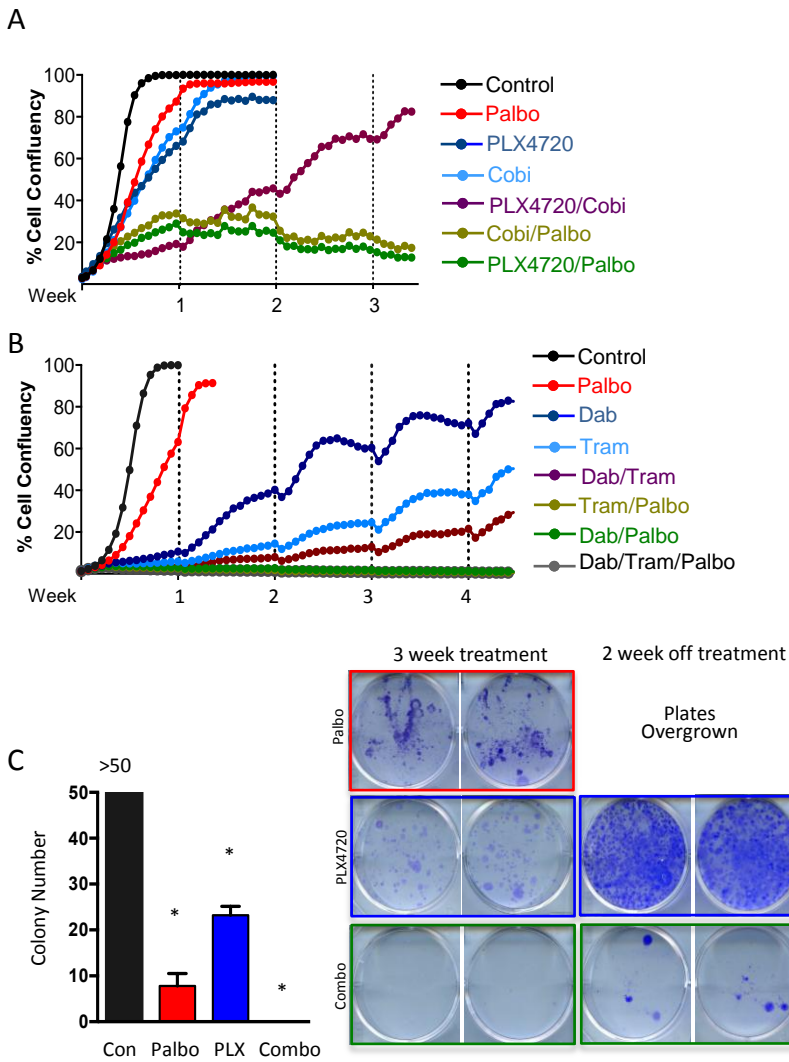 A
100
80
60
40
20
% Cell Confluency
Week
1
2
3
Control
Palbo
PLX4720
Cobi
PLX4720/Cobi
Cobi/Palbo
PLX4720/Palbo
B
100
80
60
40
20
% Cell Confluency
Week
1
2
3
4
Control
Palbo
Dab
Tram
Dab/Tram
Tram/Palbo
Dab/Palbo
Dab/Tram/Palbo
C
>50
50
40
30
20
10
0
Colony Number
*
*
*
Con Palbo PLX Combo
3 week treatment 2 week off treatment
Palbo
Plates
Overgrown
PLX4720
Combo